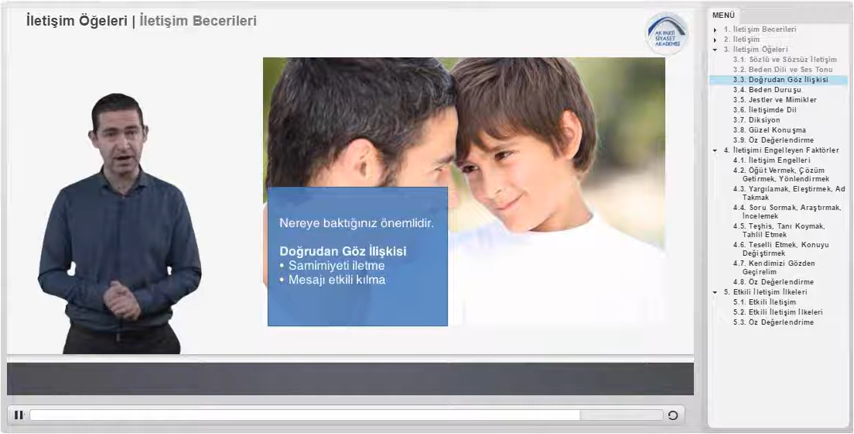 İletişim Öğeleri | İletişim Becerileri
AK PARTİ
SİYASET
AKADEMİSİ
Nereye baktığınız önemlidir.
Doğrudan Göz İlişkisi
• Samimiyeti iletme
• Mesajı etkili kılma
MENÜ
1. İletişim Becerileri
2. İletişim
3. İletişim Öğeleri
3.1. Sözlü ve Sözsüz İletişim
3.2. Beden Dili ve Ses Tonu
3.3. Doğrudan Göz İlişkisi
3.4. Beden Duruşu
3.5. Jestler ve Mimikler
3.6. İletişimde Dil
3.7. Diksiyon
3.8. Güzel Konuşma
3.9. Öz Değerlendirme
4. İletişimi Engelleyen Faktörler
4.1. İletişim Engelleri
4.2. Öğüt Vermek, Çözüm
Getirmek, Yönlendirmek
4.3. Yargılamak, Eleştirmek, Ad
Takmak
4.4. Soru Sormak, Araştırmak,
İncelemek
4.5. Teşhis, Tanı Koymak,
Tahlil Etmek
4.6. Teselli Etmek, Konuyu
Değiştirmek
4.7. Kendimizi Gözden
Geçirelim
4.8. Öz Değerlendirme
5. Etkili İletişim İlkeleri
5.1. Etkili İletişim
5.2. Etkili İletişim İlkeleri
5.3. Öz Değerlendirme